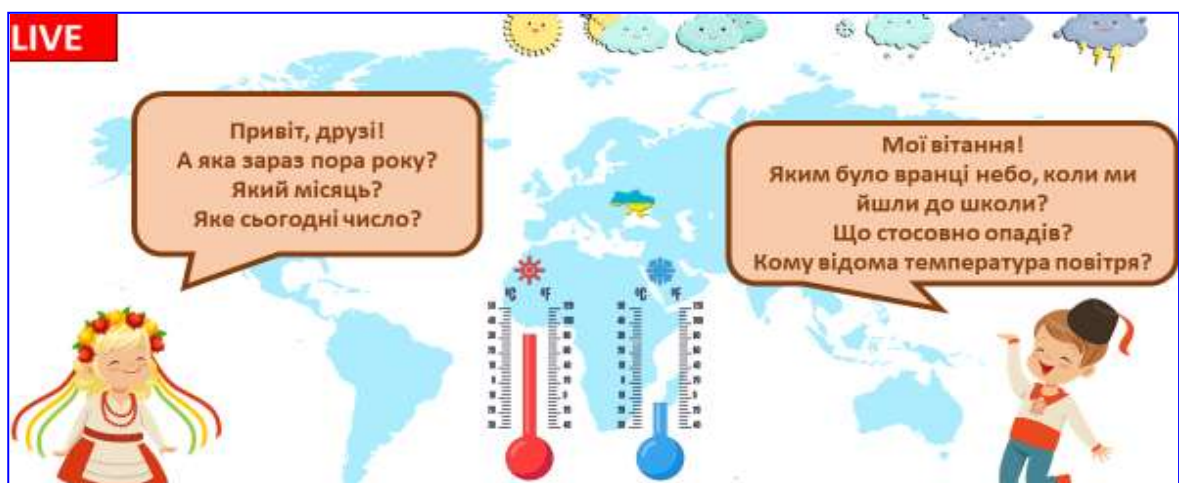 LIVE
Привіт, друзі!
А яка зараз пора року?
Який місяць?
Яке сьогодні число?
Мої вітання!
Яким було вранці небо, коли ми
йшли до школи?
Що стосовно опадів?
Кому відома температура повітря?
°C °F
°C °F